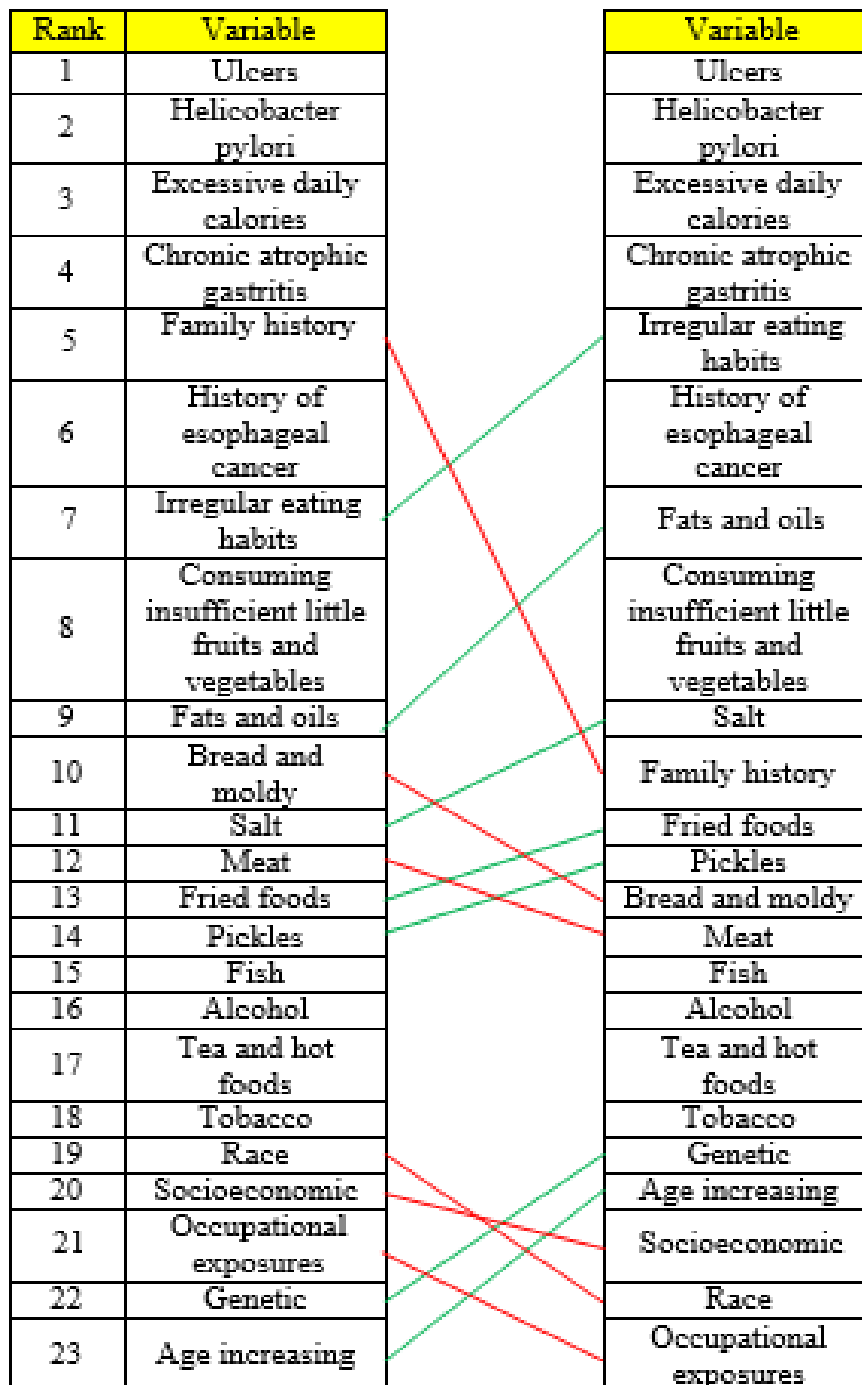 Rank Variable Variable
1 Ulcers Ulcers
2 Helicobacter pylori Helicobacter pylori
3 Excessive daily calories Excessive daily calories
4 Chronic atrophic gastritis Chronic atrophic gastritis
5 Family history Irregular eating habits
6 History of esophageal cancer History of esophageal cancer
7 Irregular eating habits Fats and oils
8 Consuming insufficient little fruits and vegetables Consuming insufficient little fruits and vegetables
9 Fats and oils Salt
10 Bread and moldy Family history
11 Salt Fried foods
12 Meat Pickles
13 Fried foods Bread and moldy
14 Pickles Meat
15 Fish Fish
16 Alcohol Alcohol
17 Tea and hot foods Tea and hot foods
18 Tobacco Tobacco
19 Race Genetic
20 Socioeconomic Age increasing
21 Occupational exposures Socioeconomic
22 Genetic Race
23 Age increasing Occupational exposures